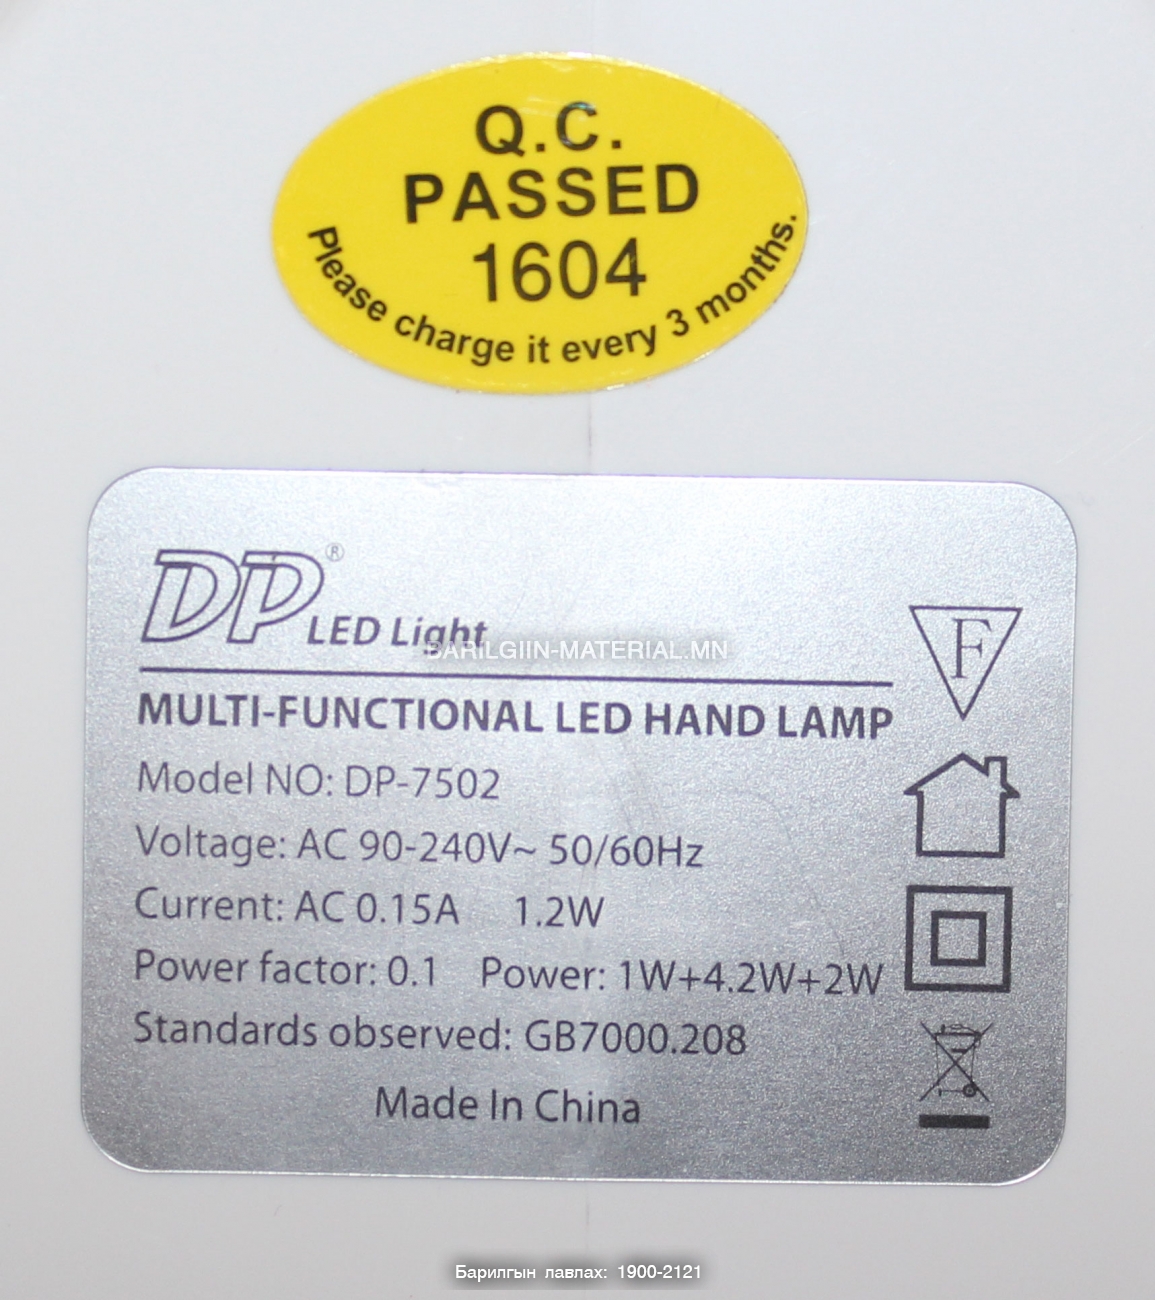 Q.C.
PASSED
1604
Please charge it every 3 months.
DP®
LED Light
BARILGIIN-MATERIAL.MN
MULTI-FUNCTIONAL LED HAND LAMP
F
Model NO: DP-7502
Voltage: AC 90-240V~ 50/60Hz
Current: AC 0.15A 1.2W
Power factor: 0.1 Power: 1W+4.2W+2W
Standards observed: GB7000.208
Made In China
Барилгын лавлах: 1900-2121